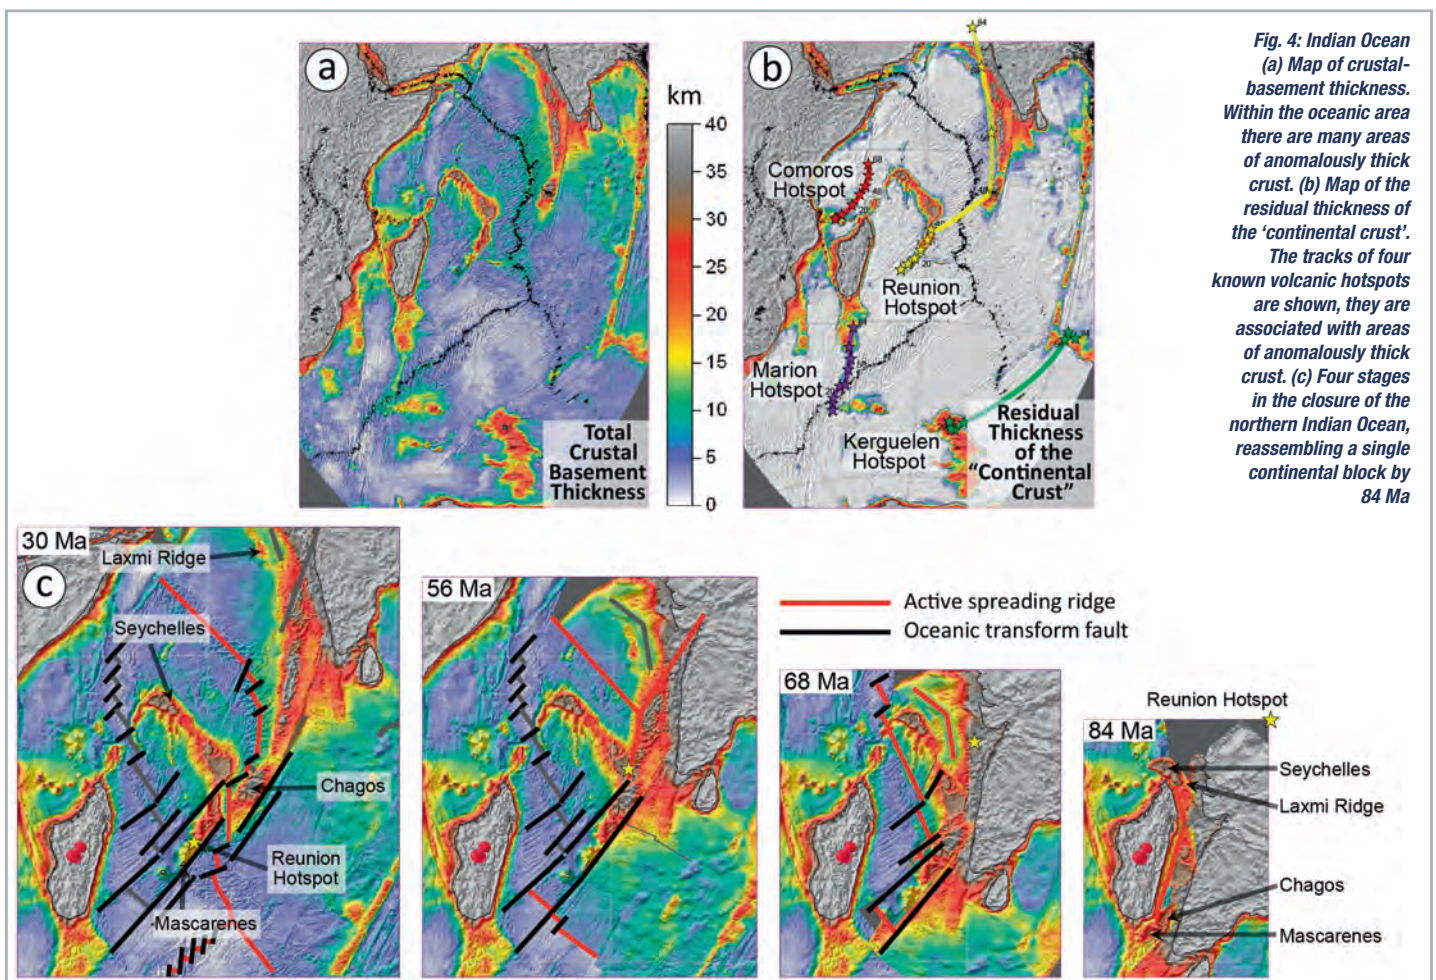 a
b
km
40
35
30
25
20
15
10
5
0
Total
Crustal
Basement
Thickness
84
Comoros
Hotspot
68
48
20
48
Reunion
Hotspot
20
Marion
Hotspot
Kerguelen
Hotspot
Residual
Thickness
of the
“Continental
Crust”
Fig. 4: Indian Ocean
(a) Map of crustal-
basement thickness.
Within the oceanic area
there are many areas
of anomalously thick
crust. (b) Map of the
residual thickness of
the ‘continental crust’.
The tracks of four
known volcanic hotspots
are shown, they are
associated with areas
of anomalously thick
crust. (c) Four stages
in the closure of the
northern Indian Ocean,
reassembling a single
continental block by
84 Ma
30 Ma
c
Laxmi Ridge
Seychelles
Chagos
Reunion
Hotspot
Mascarenes
56 Ma
Active spreading ridge
Oceanic transform fault
68 Ma
Reunion Hotspot
84 Ma
Seychelles
Laxmi Ridge
Chagos
Mascarenes